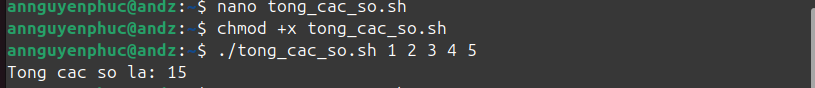 annguyenphuc@andz:~$ nano tong_cac_so.sh
annguyenphuc@andz:~$ chmod +x tong_cac_so.sh
annguyenphuc@andz:~$ ./tong_cac_so.sh 1 2 3 4 5
Tong cac so la: 15